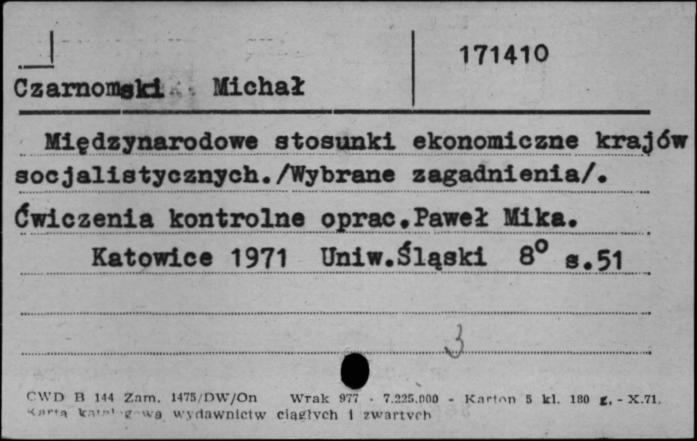 171410
Czarnomski Michał
Międzynarodowe stosunki ekonomiczne krajów
socjalistycznych./Wybrane zagadnienia/.
Ćwiczenia kontrolne oprac.Paweł Mika.
Katowice 1971 Uniw.Śląski 8° s.51
3
CWD B 144 Zam. 1475/DW/On Wrak 977 - 7.225.000 - Karton 5 kl. 180 g. - X.71.
Karta katalogowa wydawnictw ciągłych i zwartych